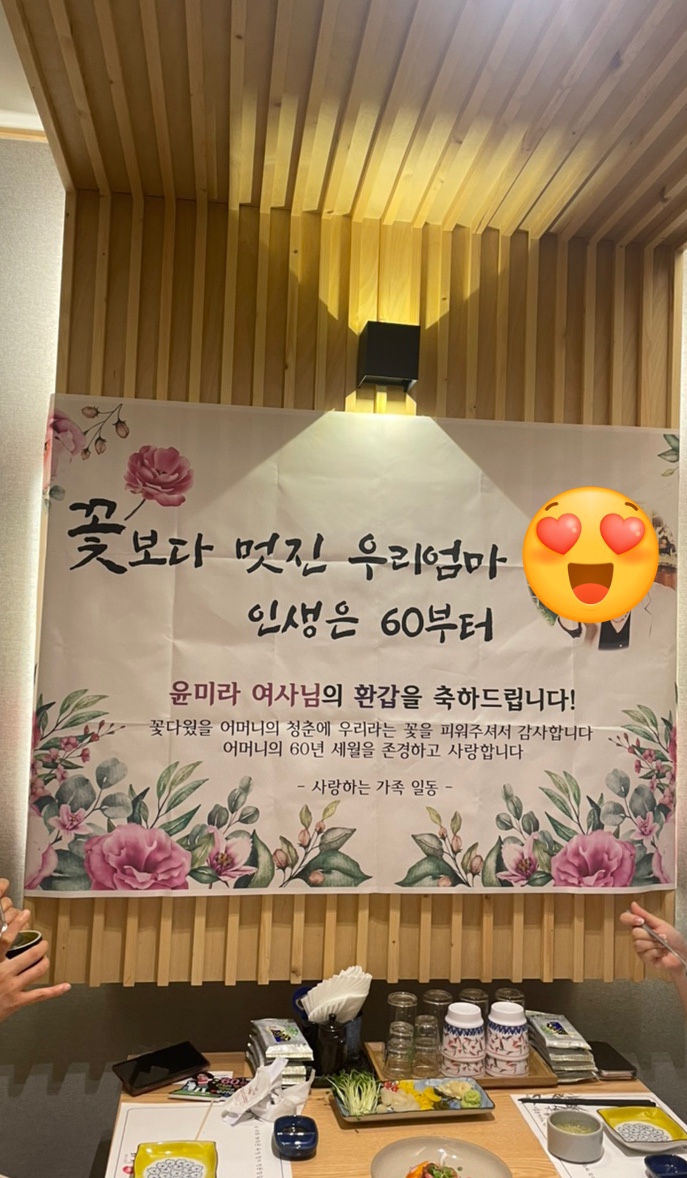 꽃보다 멋진 우리엄마
인생은 60부터
윤미라 여사님의 환갑을 축하드립니다!
꽃다웠을 어머니의 청춘에 우리라는 꽃을 피워주셔서 감사합니다
어머니의 60년 세월을 존경하고 사랑합니다
- 사랑하는 가족 일동 -